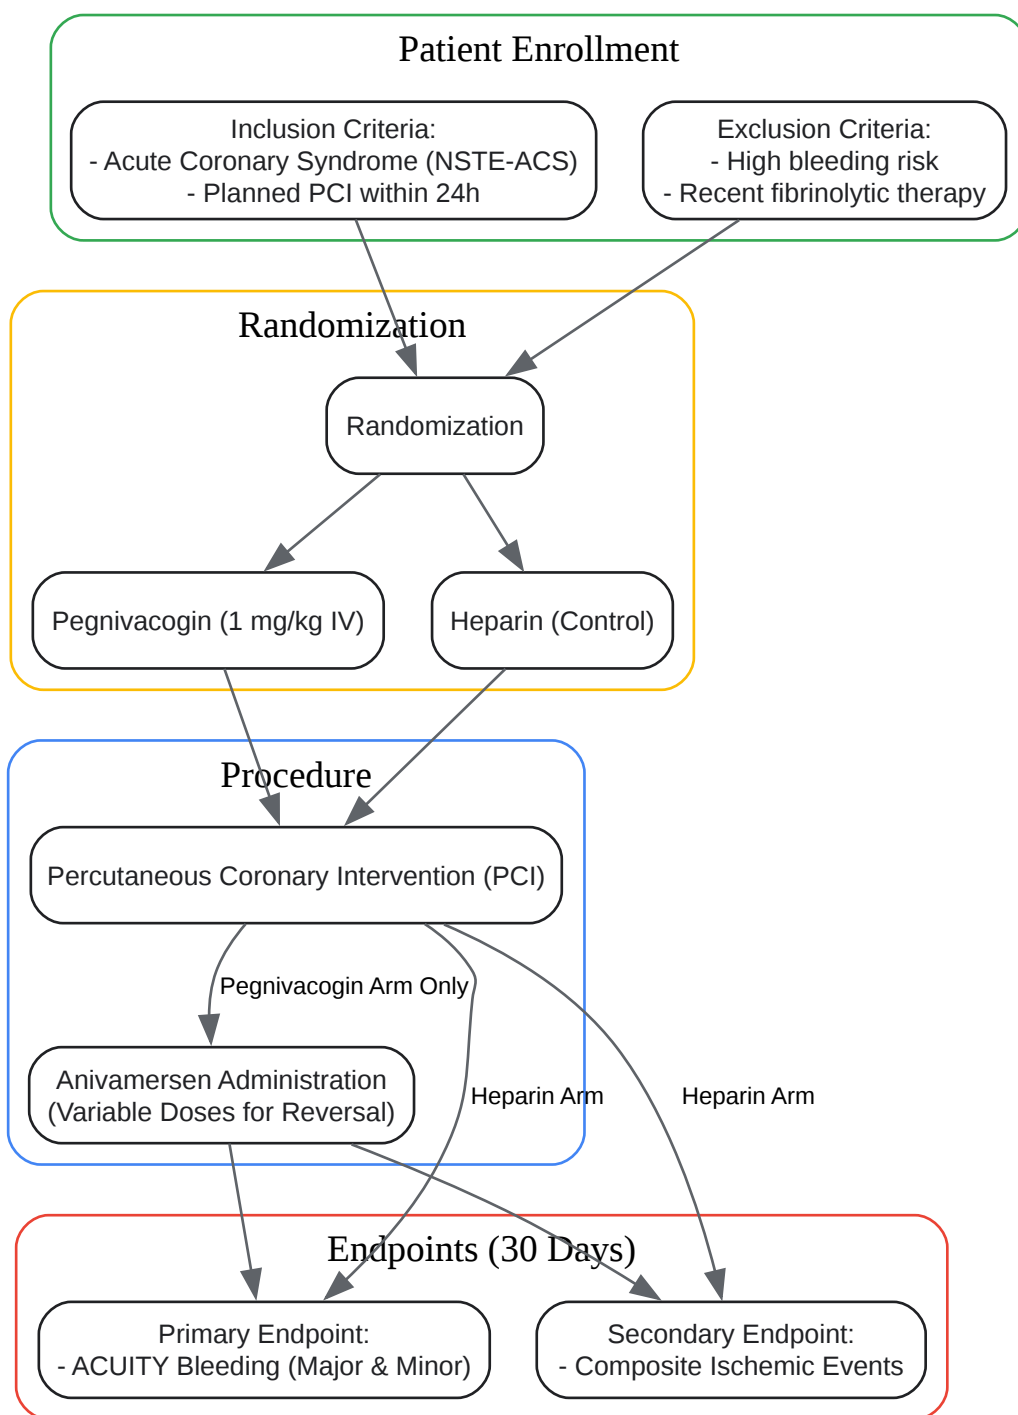 Patient Enrollment
Inclusion Criteria:
- Acute Coronary Syndrome (NSTE-ACS)
- Planned PCI within 24h
Exclusion Criteria:
- High bleeding risk
- Recent fibrinolytic therapy
Randomization
Randomization
Pegnivacogin (1 mg/kg IV)
Heparin (Control)
Procedure
Percutaneous Coronary Intervention (PCI)
Pegnivacogin Arm Only
Anivamersen Administration
(Variable Doses for Reversal)
Heparin Arm
Heparin Arm
Endpoints (30 Days)
Primary Endpoint:
- ACUITY Bleeding (Major & Minor)
Secondary Endpoint:
- Composite Ischemic Events